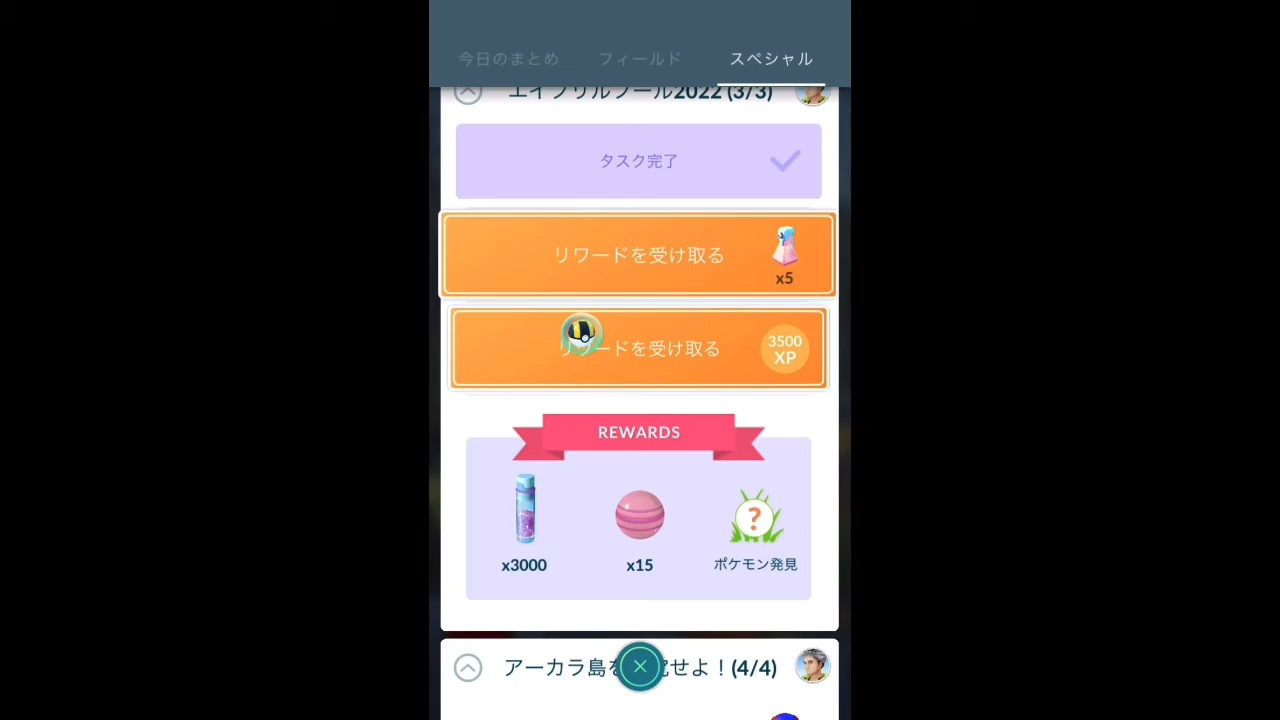 今日のまとめ フィールド スペシャル
エイプリルフール2022 (3/3)
タスク完了
リワードを受け取る
x5
リワードを受け取る
3500
XP
REWARDS
x3000 x15 ポケモン発見
アーカラ島を 究せよ！(4/4)